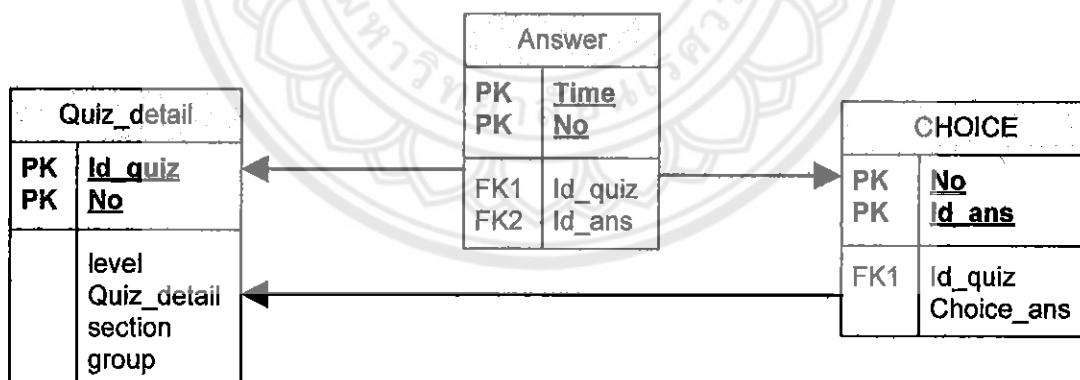 Answer
PK Time
PK No
FK1 Id_quiz
FK2 Id_ans
Quiz_detail
PK Id_quiz
PK No
level
Quiz_detail
section
group
CHOICE
PK No
PK Id_ans
FK1 Id_quiz
Choice_ans